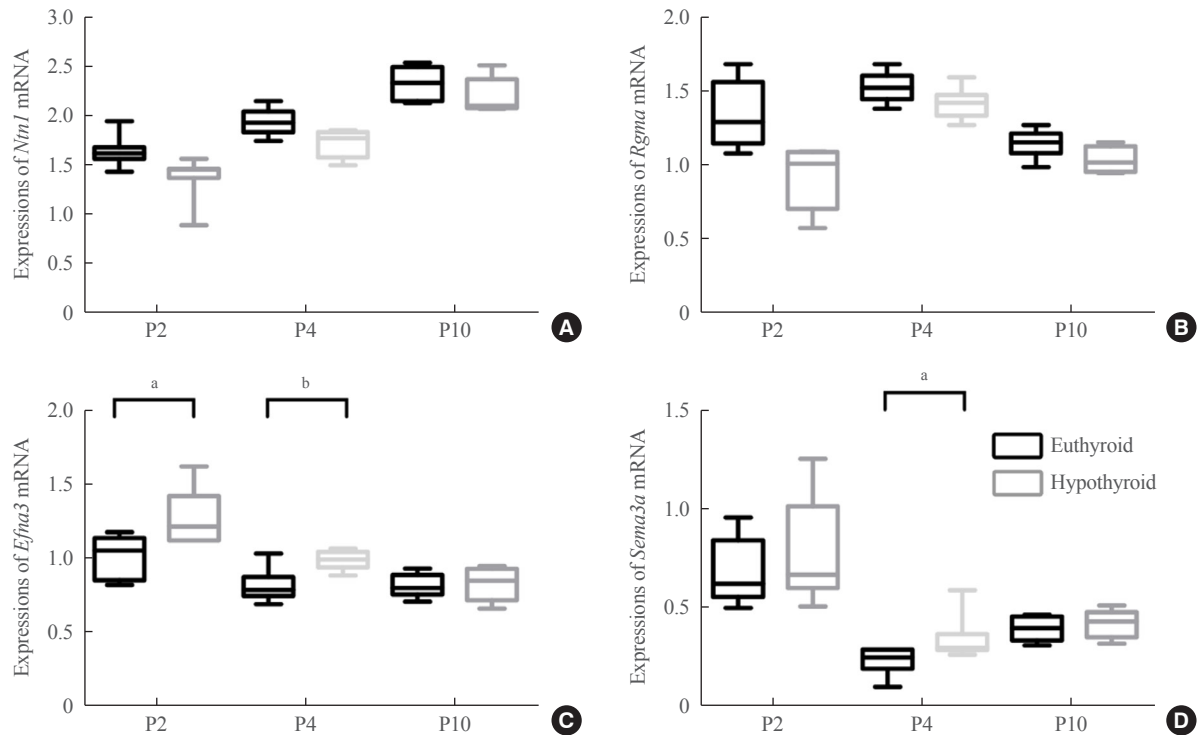 Expressions of Ntn1 mRNA
3.0
2.5
2.0
1.5
1.0
0.5
0
P2 P4 P10
A
Expressions of Rgma mRNA
2.0
1.5
1.0
0.5
0
P2 P4 P10
B
Expressions of Efna3 mRNA
a b
2.0
1.5
1.0
0.5
0
P2 P4 P10
C
Expressions of Sema3a mRNA
a
1.5
1.0
0.5
0
Euthyroid
Hypothyroid
P2 P4 P10
D